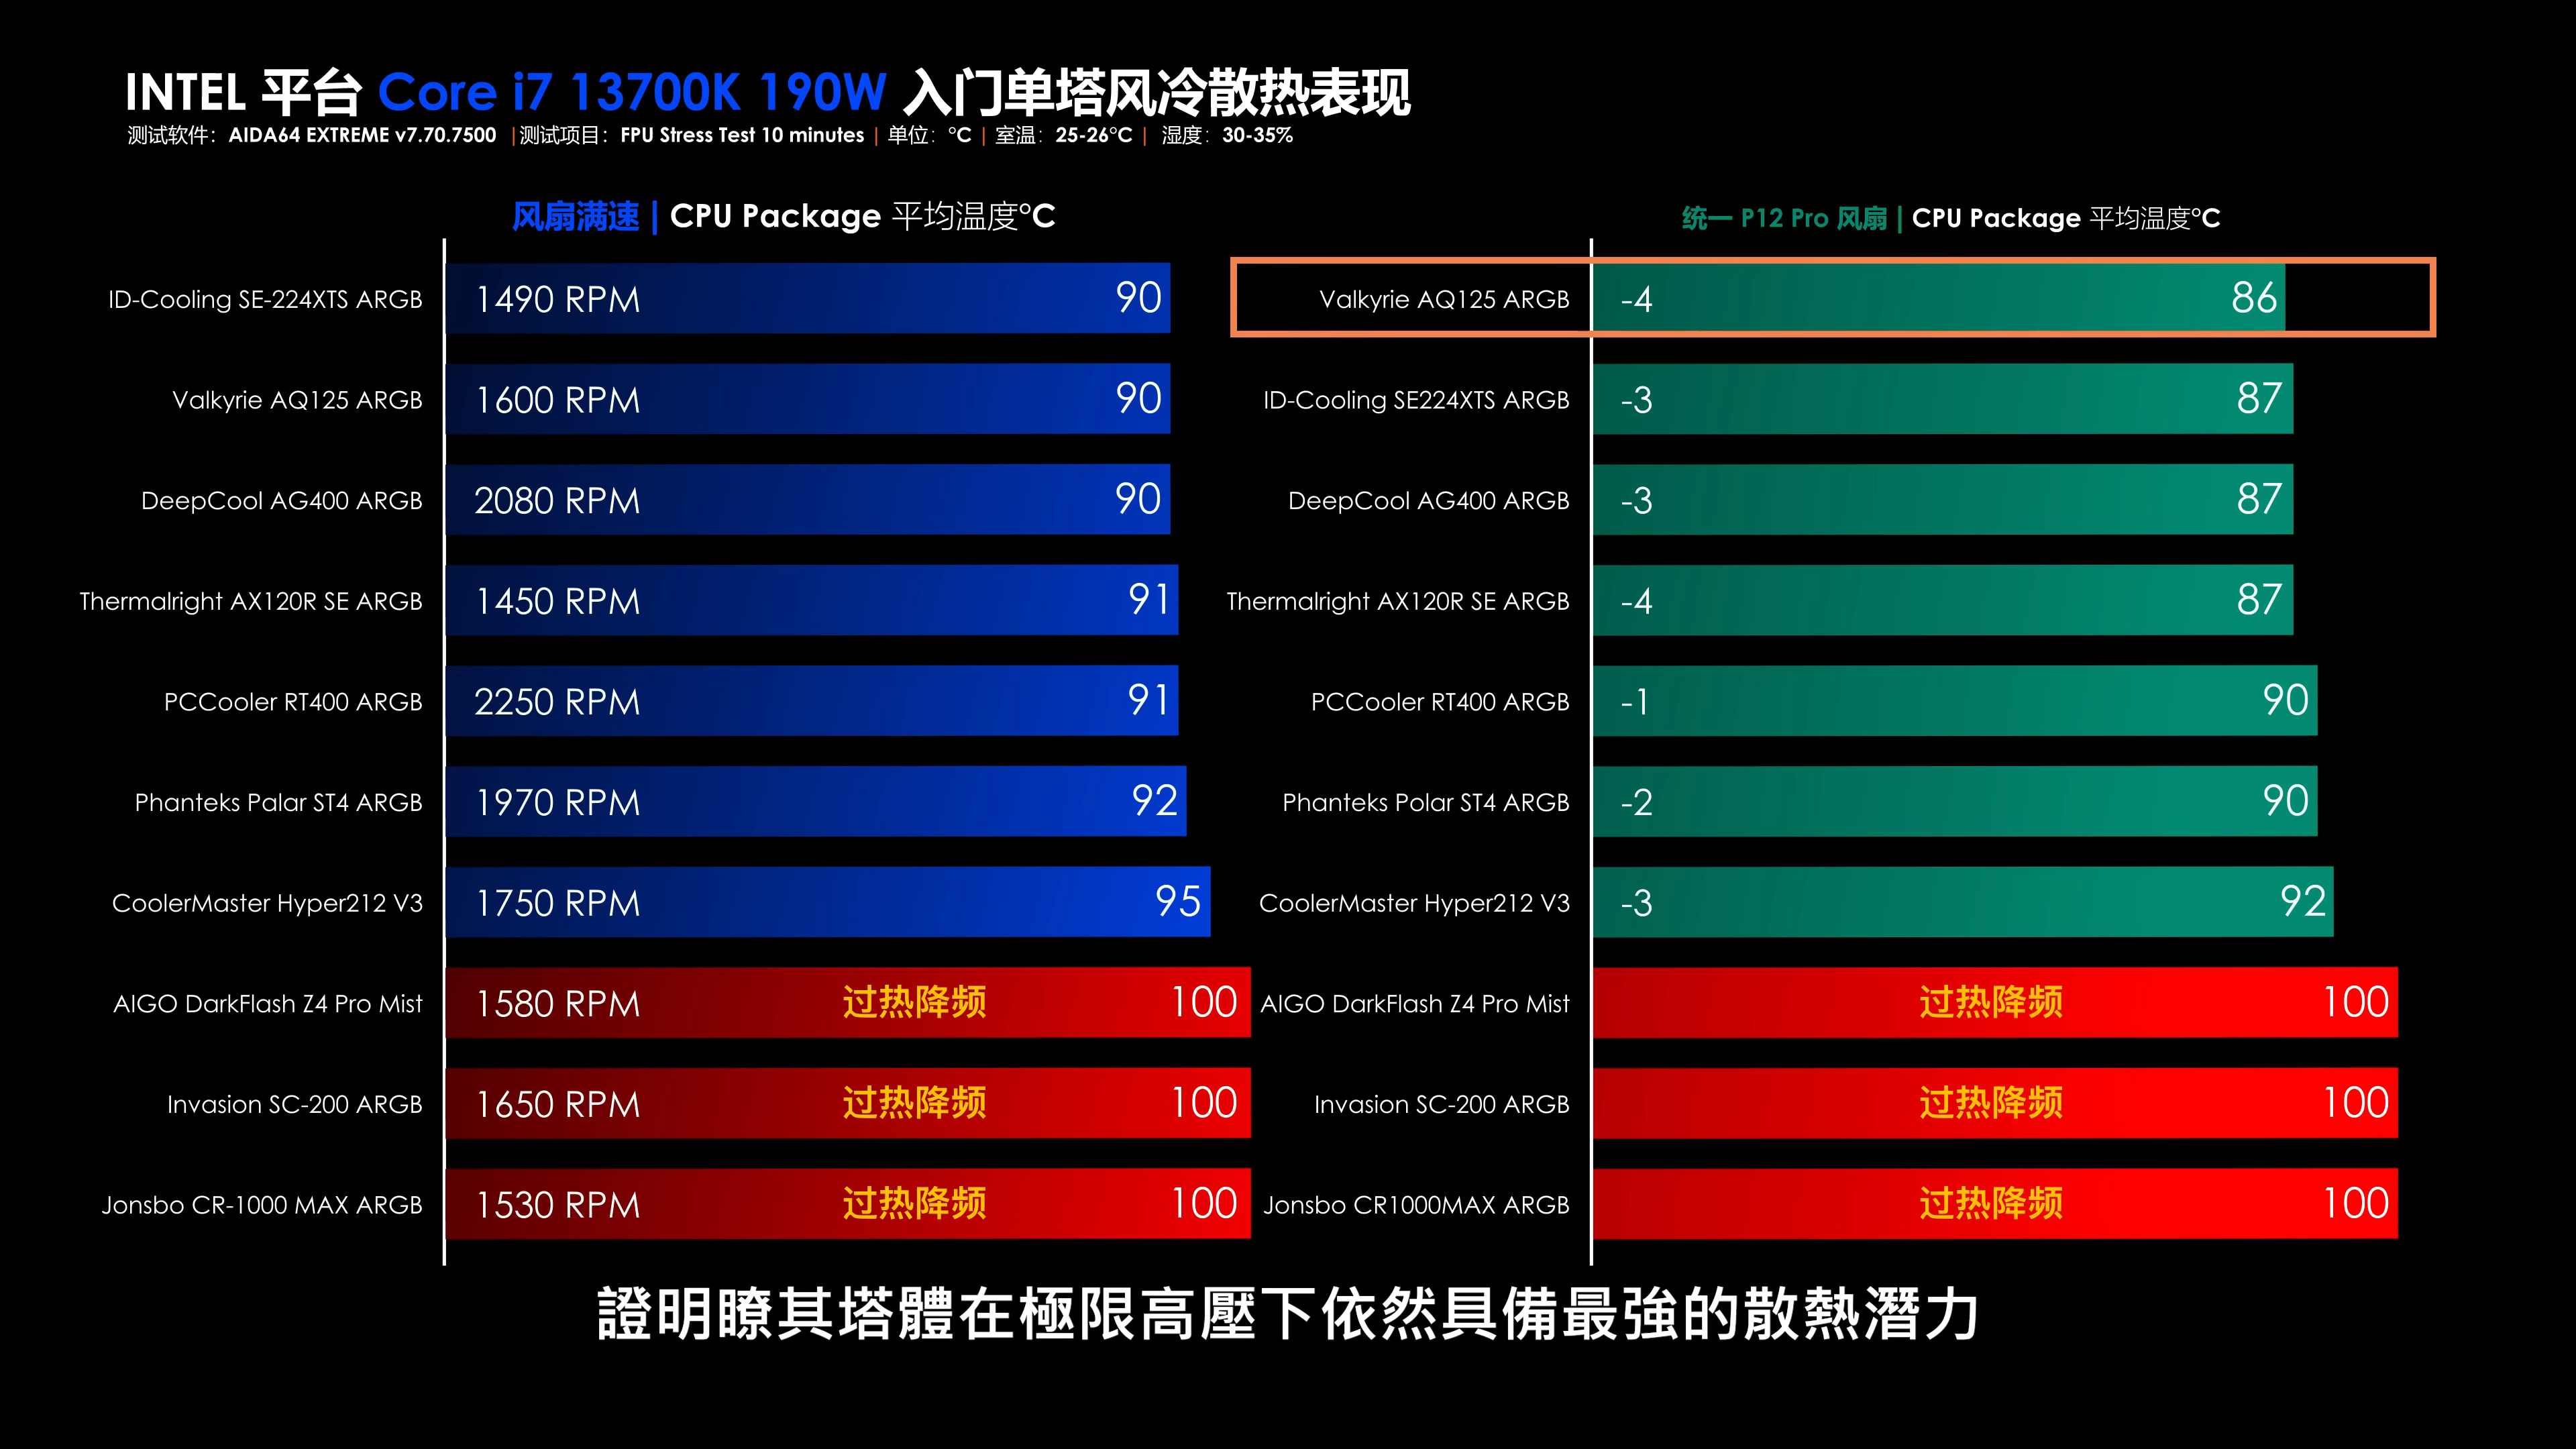 INTEL 平台 Core i7 13700K 190W 入门单塔风冷散热表现
测试软件：AIDA64 EXTREME v7.70.7500 |测试项目：FPU Stress Test 10 minutes | 单位：°C | 室温：25-26°C | 湿度：30-35%
风扇满速 | CPU Package 平均温度°C
ID-Cooling SE-224XTS ARGB 1490 RPM 90
Valkyrie AQ125 ARGB 1600 RPM 90
DeepCool AG400 ARGB 2080 RPM 90
Thermalright AX120R SE ARGB 1450 RPM 91
PCCooler RT400 ARGB 2250 RPM 91
Phanteks Palar ST4 ARGB 1970 RPM 92
CoolerMaster Hyper212 V3 1750 RPM 95
AIGO DarkFlash Z4 Pro Mist 1580 RPM 过热降频 100
Invasion SC-200 ARGB 1650 RPM 过热降频 100
Jonsbo CR-1000 MAX ARGB 1530 RPM 过热降频 100
统一 P12 Pro 风扇 | CPU Package 平均温度°C
Valkyrie AQ125 ARGB -4 86
ID-Cooling SE224XTS ARGB -3 87
DeepCool AG400 ARGB -3 87
Thermalright AX120R SE ARGB -4 87
PCCooler RT400 ARGB -1 90
Phanteks Polar ST4 ARGB -2 90
CoolerMaster Hyper212 V3 -3 92
AIGO DarkFlash Z4 Pro Mist 过热降频 100
Invasion SC-200 ARGB 过热降频 100
Jonsbo CR1000MAX ARGB 过热降频 100
證明瞭其塔體在極限高壓下依然具備最強的散熱潛力